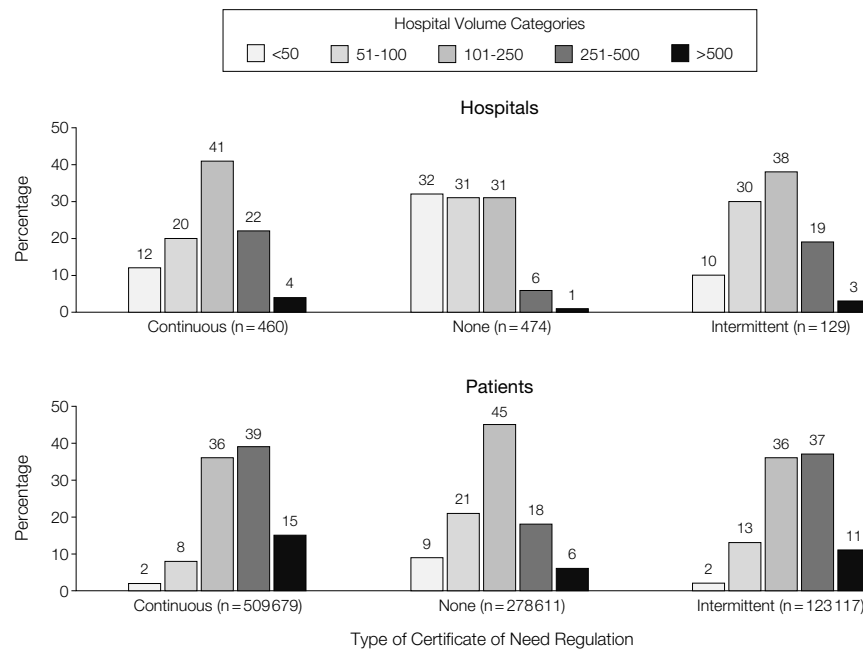 Hospital Volume Categories
<50 51-100 101-250 251-500 >500
Hospitals
Percentage
50
40
30
20
10
0
12 20 41 22 4
32 31 31 6 1
10 30 38 19 3
Continuous (n=460) None (n=474) Intermittent (n=129)
Patients
Percentage
50
40
30
20
10
0
2 8 36 39 15
9 21 45 18 6
2 13 36 37 11
Continuous (n=509679) None (n=278611) Intermittent (n=123117)
Type of Certificate of Need Regulation